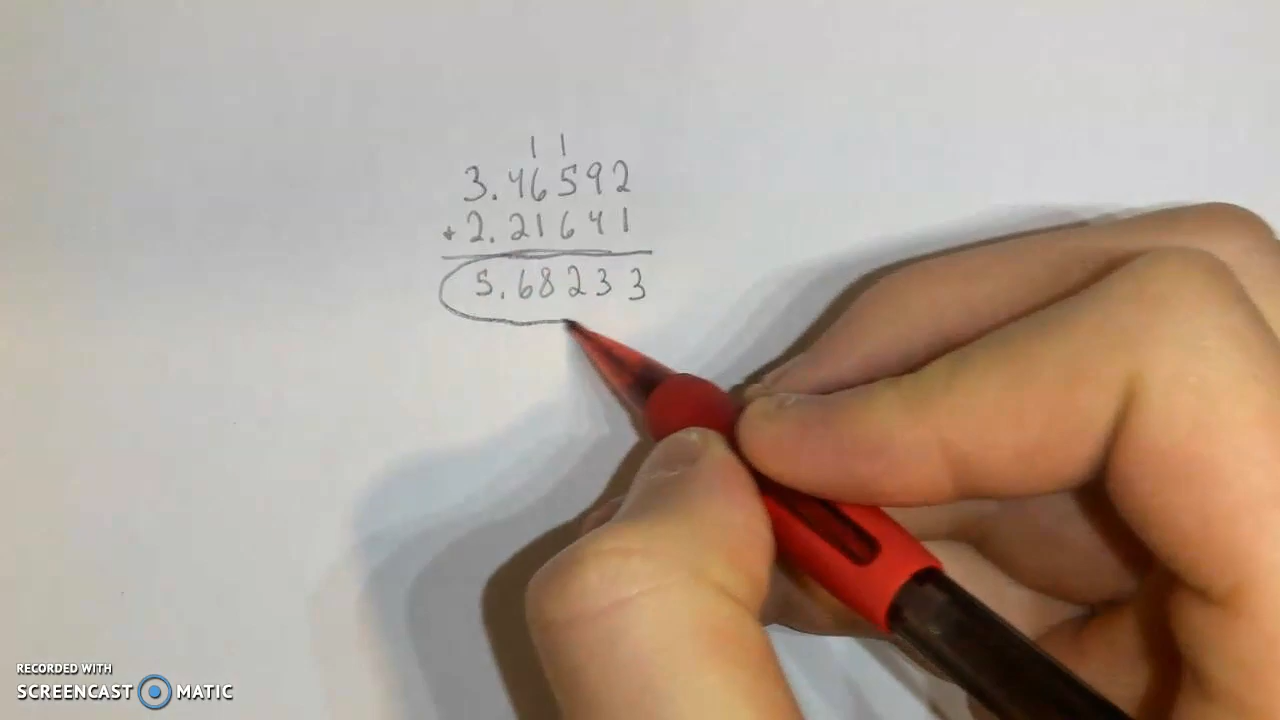 1 1
3.46592
+ 2.21641
5.68233
RECORDED WITH
SCREENCAST MATIC